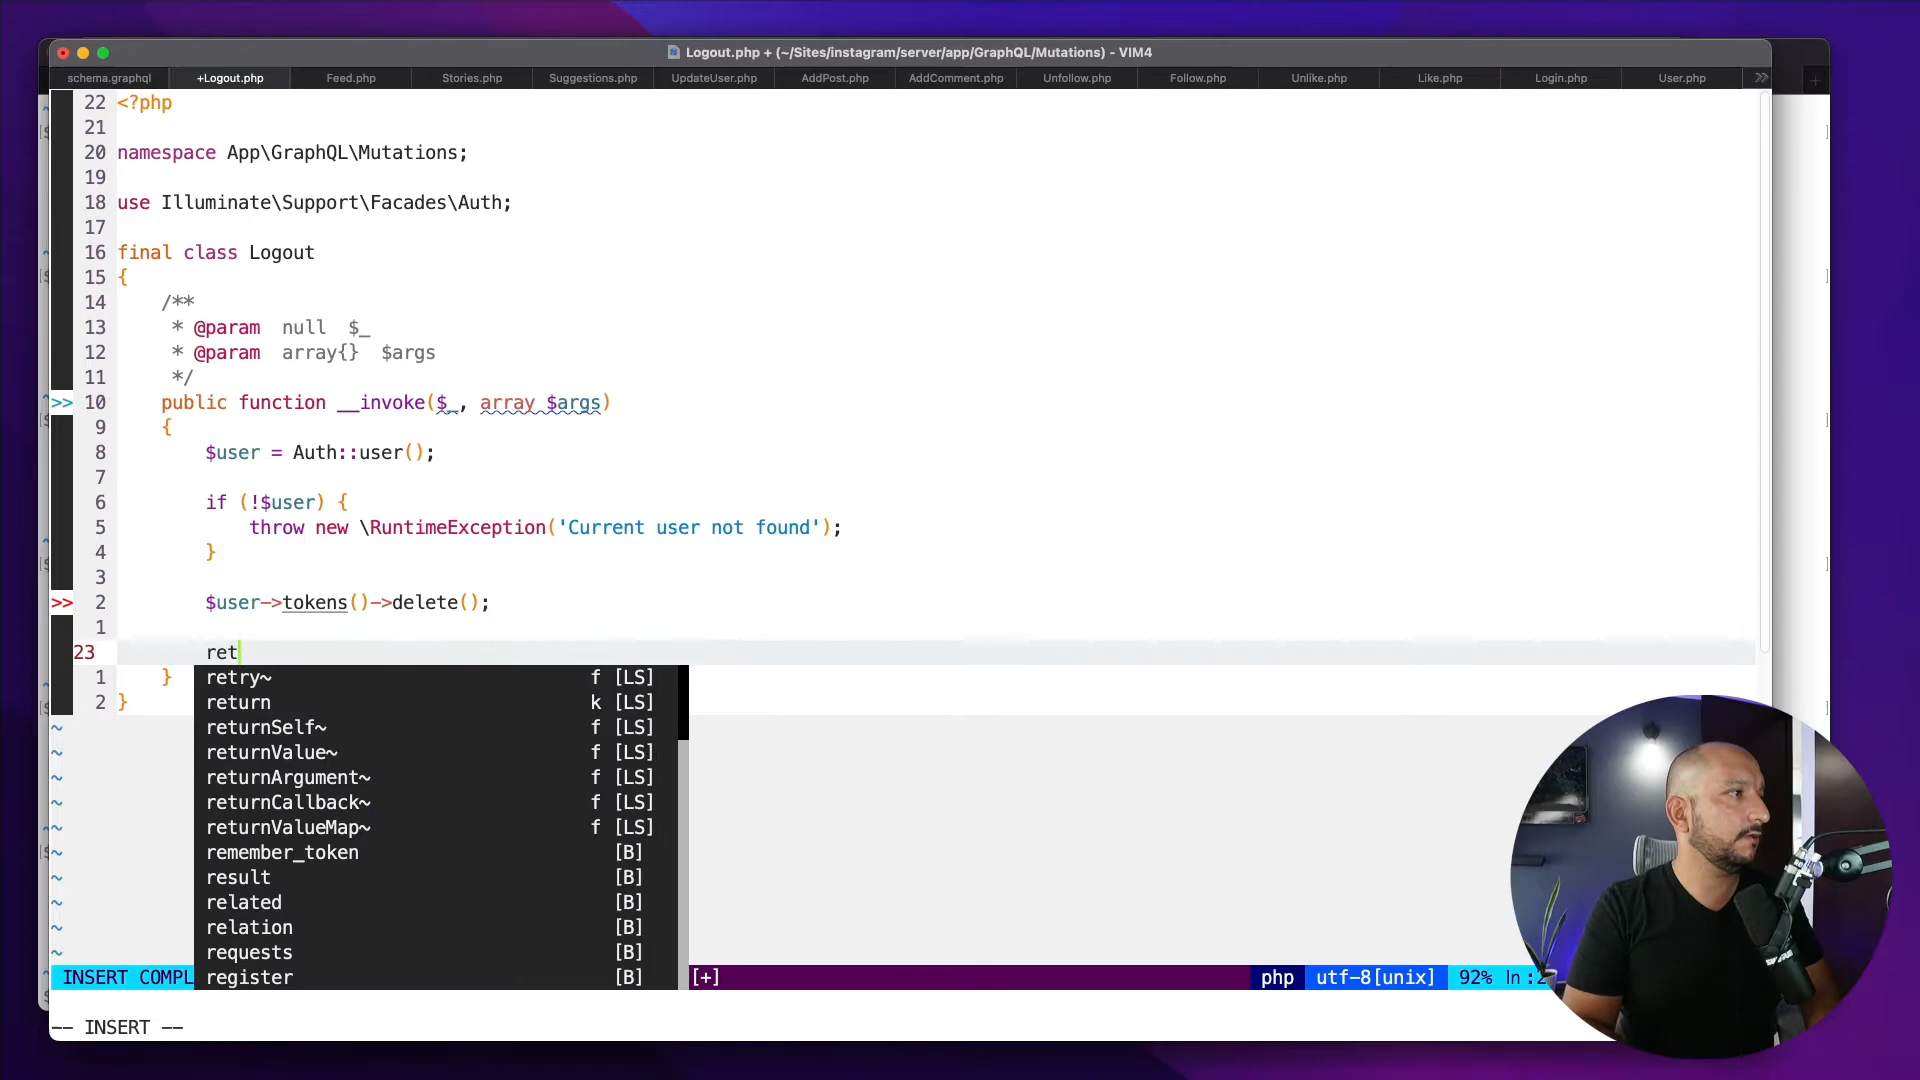 Logout.php + (~/Sites/instagram/server/app/GraphQL/Mutations) - VIM4
schema.graphql +Logout.php Feed.php Stories.php Suggestions.php UpdateUser.php AddPost.php AddComment.php Unfollow.php Follow.php Unlike.php Like.php Login.php User.php
22 <?php
21
20 namespace App\GraphQL\Mutations;
19
18 use Illuminate\Support\Facades\Auth;
17
16 final class Logout
15 {
14 /**
13 * @param null $_
12 * @param array{} $args
11 */
>> 10 public function __invoke($_, array $args)
9 {
8 $user = Auth::user();
7
6 if (!$user) {
5 throw new \RuntimeException('Current user not found');
4 }
3
>> 2 $user->tokens()->delete();
1
23 ret
1 }
2 }
retry~ f [LS]
return k [LS]
returnSelf~ f [LS]
returnValue~ f [LS]
returnArgument~ f [LS]
returnCallback~ f [LS]
returnValueMap~ f [LS]
remember_token [B]
result [B]
related [B]
relation [B]
requests [B]
register [B]
INSERT COMPL [+] php utf-8[unix] 92% ln :2
-- INSERT --